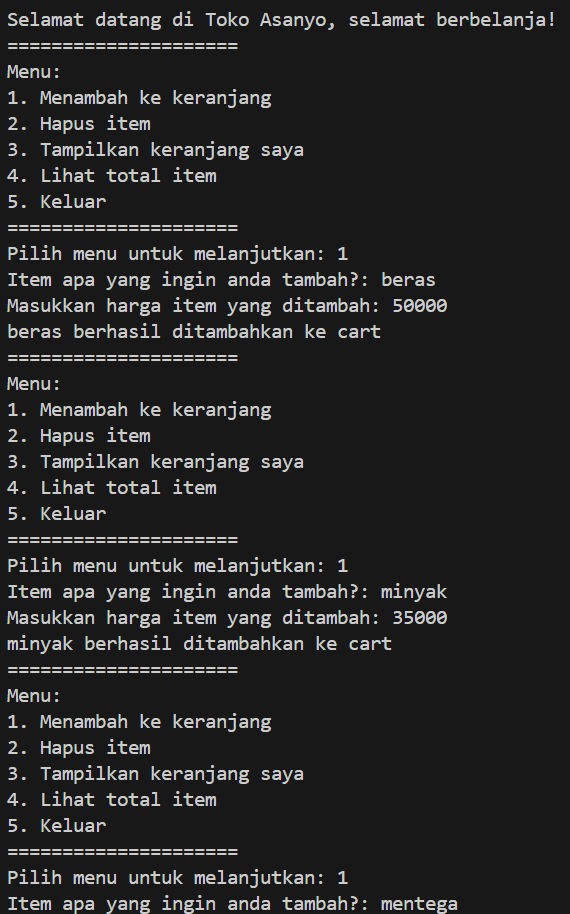 Selamat datang di Toko Asanyo, selamat berbelanja!
=====================
Menu:
1. Menambah ke keranjang
2. Hapus item
3. Tampilkan keranjang saya
4. Lihat total item
5. Keluar
=====================
Pilih menu untuk melanjutkan: 1
Item apa yang ingin anda tambah?: beras
Masukkan harga item yang ditambah: 50000
beras berhasil ditambahkan ke cart
=====================
Menu:
1. Menambah ke keranjang
2. Hapus item
3. Tampilkan keranjang saya
4. Lihat total item
5. Keluar
=====================
Pilih menu untuk melanjutkan: 1
Item apa yang ingin anda tambah?: minyak
Masukkan harga item yang ditambah: 35000
minyak berhasil ditambahkan ke cart
=====================
Menu:
1. Menambah ke keranjang
2. Hapus item
3. Tampilkan keranjang saya
4. Lihat total item
5. Keluar
=====================
Pilih menu untuk melanjutkan: 1
Item apa yang ingin anda tambah?: mentega